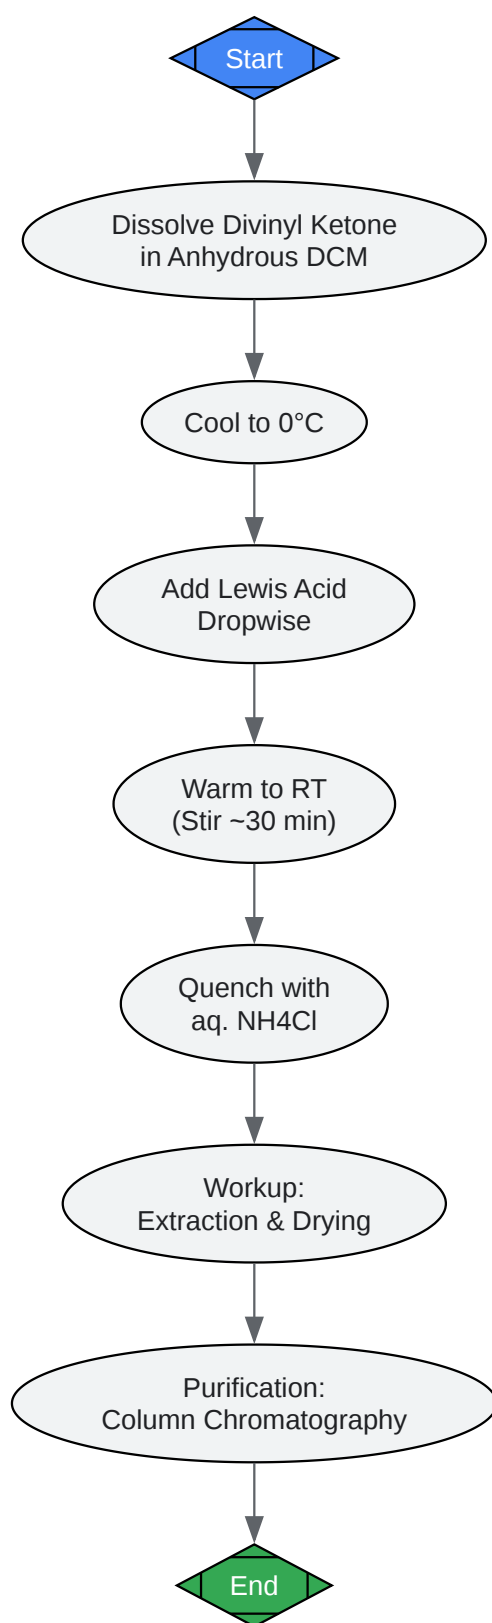 Start
Dissolve Divinyl Ketone
in Anhydrous DCM
Cool to 0°C
Add Lewis Acid
Dropwise
Warm to RT
(Stir ~30 min)
Quench with
aq. NH4Cl
Workup:
Extraction & Drying
Purification:
Column Chromatography
End